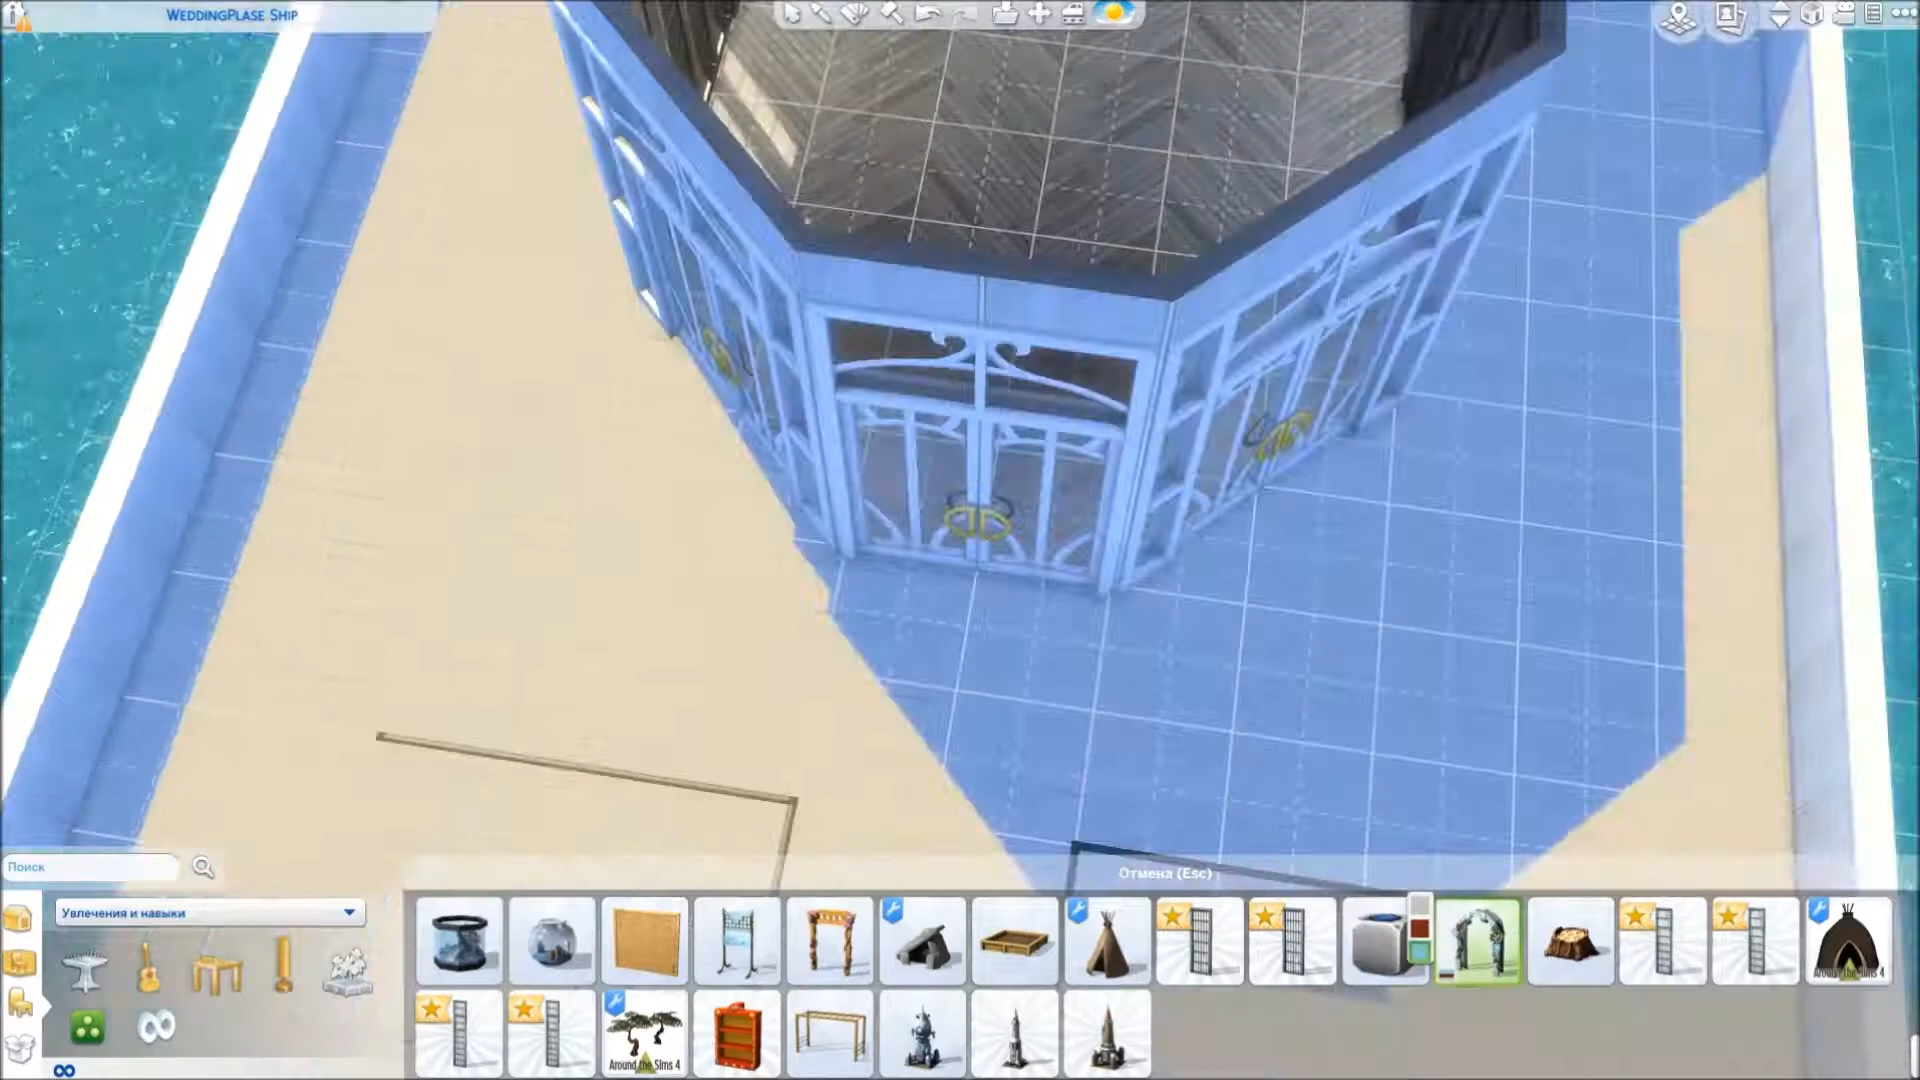 WeddingPlase Ship
Поиск
Отмена (Esc)
Увлечения и навыки
Around the Sims 4
Around the Sims 4